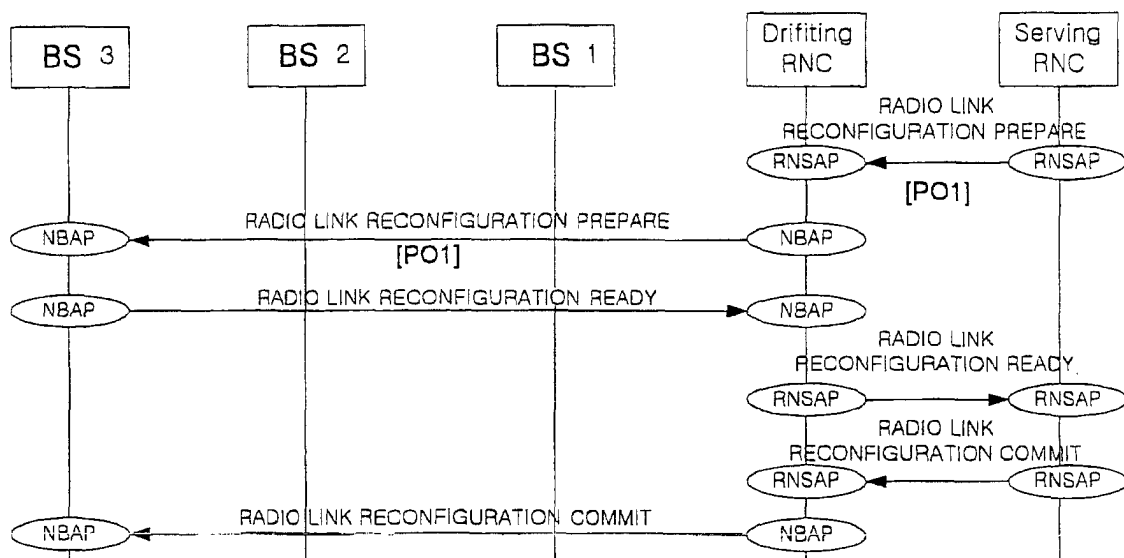 BS 3
BS 2
BS 1
Drifiting
RNC
Serving
RNC
RADIO LINK
RECONFIGURATION PREPARE
RNSAP
RNSAP
[PO1]
RADIO LINK RECONFIGURATION PREPARE
NBAP
NBAP
[PO1]
RADIO LINK RECONFIGURATION READY
NBAP
NBAP
RADIO LINK
RECONFIGURATION READY
RNSAP
RNSAP
RADIO LINK
RECONFIGURATION COMMIT
RNSAP
RNSAP
RADIO LINK RECONFIGURATION COMMIT
NBAP
NBAP